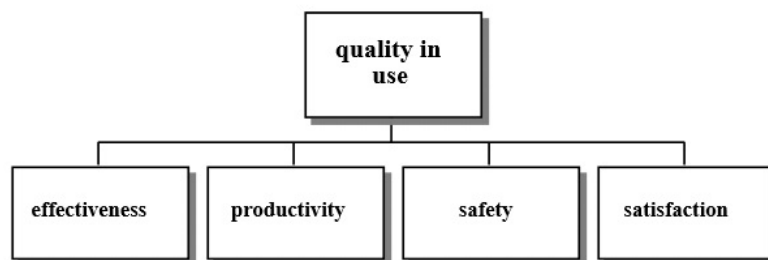 quality in
use
effectiveness
productivity
safety
satisfaction